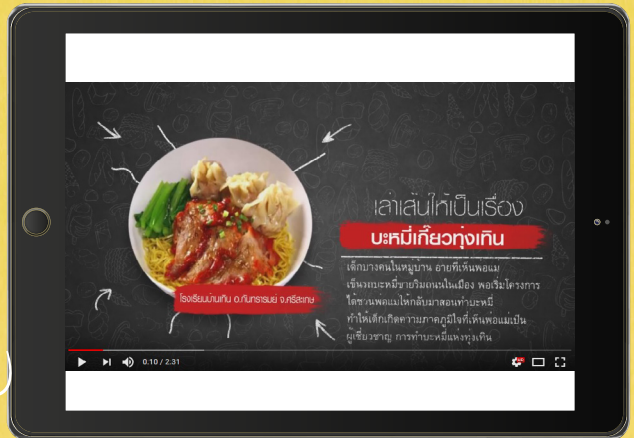 เล่าเส้นให้เป็นเรื่อง
บะหมี่เกี๊ยวทุ่งเทิน
เด็กบางคนในหมู่บ้าน อายที่เห็นพ่อแม่
เข็นรถบะหมี่ขายริมถนนในเมือง พอเริ่มโครงการ
ได้ชวนพ่อแม่ให้กลับมาสอนทำบะหมี่
ทำให้เด็กเกิดความภาคภูมิใจที่เห็นพ่อแม่เป็น
ผู้เชี่ยวชาญ การทำบะหมี่แห่งทุ่งเทิน
โรงเรียนบ้านเทิน อ.กันทรารมย์ จ.ศรีสะเกษ
0.10 / 2.31